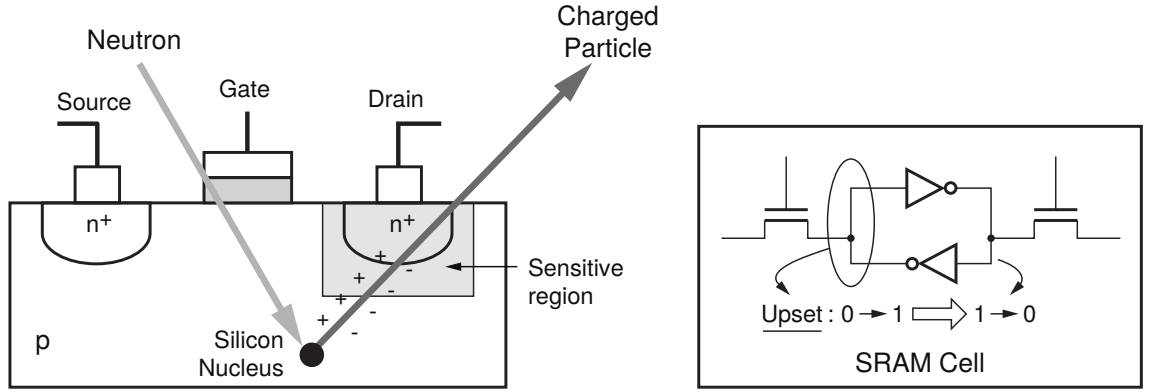 Charged
Particle
Neutron
Source
Gate
Drain
n+
n+
+
-
+
-
+
-
+
-
Sensitive
region
p
Silicon
Nucleus
Upset : 0 → 1 ⇒ 1 → 0
SRAM Cell